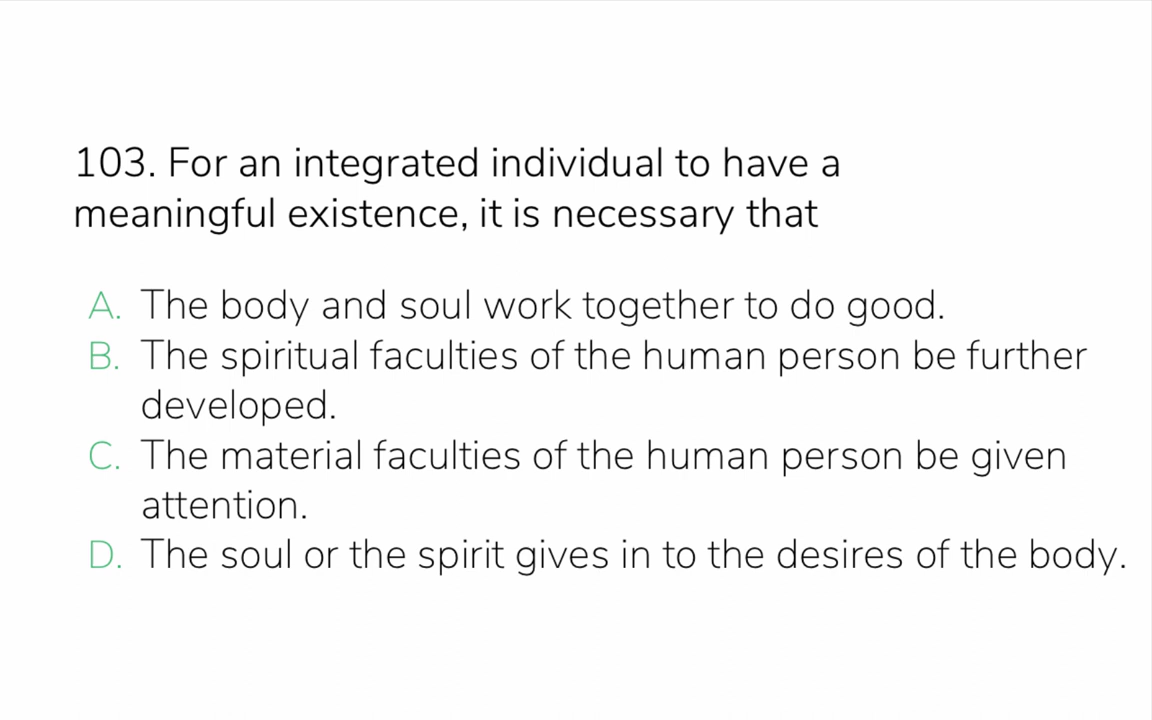 103. For an integrated individual to have a
meaningful existence, it is necessary that
A. The body and soul work together to do good.
B. The spiritual faculties of the human person be further
developed.
C. The material faculties of the human person be given
attention.
D. The soul or the spirit gives in to the desires of the body.